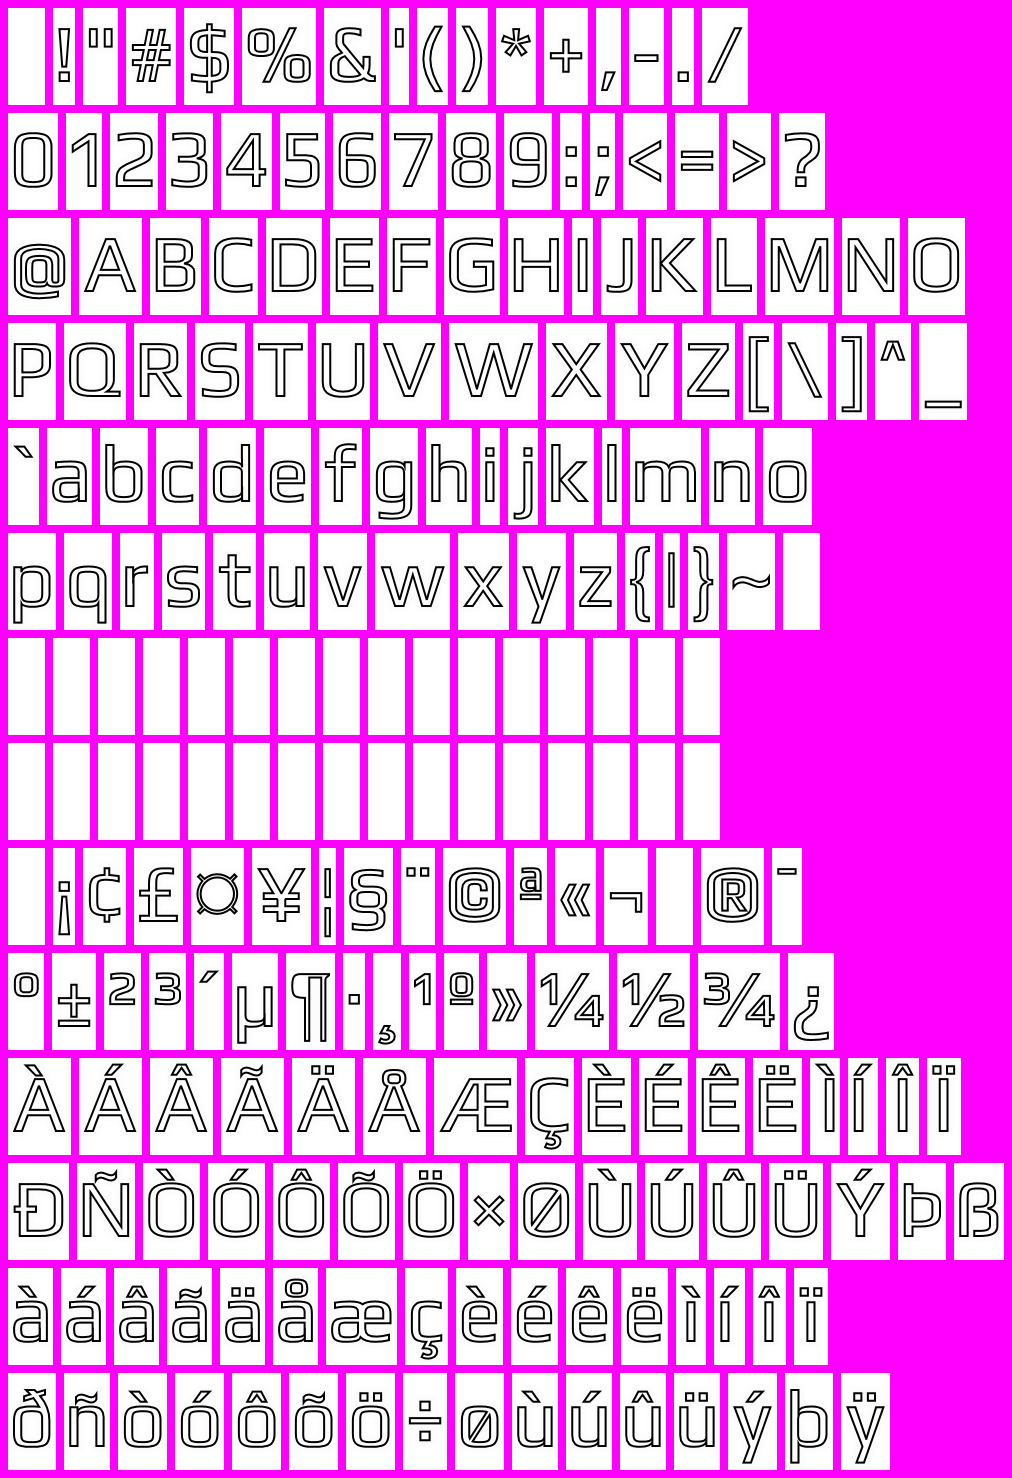 !"#$%&'()*+,-./
0123456789:;<=>?
@ABCDEFGHIJKLMNO
PQRSTUVWXYZ[\]^_
`abcdefghijklmno
pqrstuvwxyz{|}~
¡¢£¤¥¦§¨©ª«¬®¯
°±²³´µ¶·¸¹º»¼½¾¿
ÀÁÂÃÄÅÆÇÈÉÊËÌÍÎÏ
ÐÑÒÓÔÕÖ×ØÙÚÛÜÝÞß
àáâãäåæçèéêëìíîï
ðñòóôõö÷øùúûüýþÿ